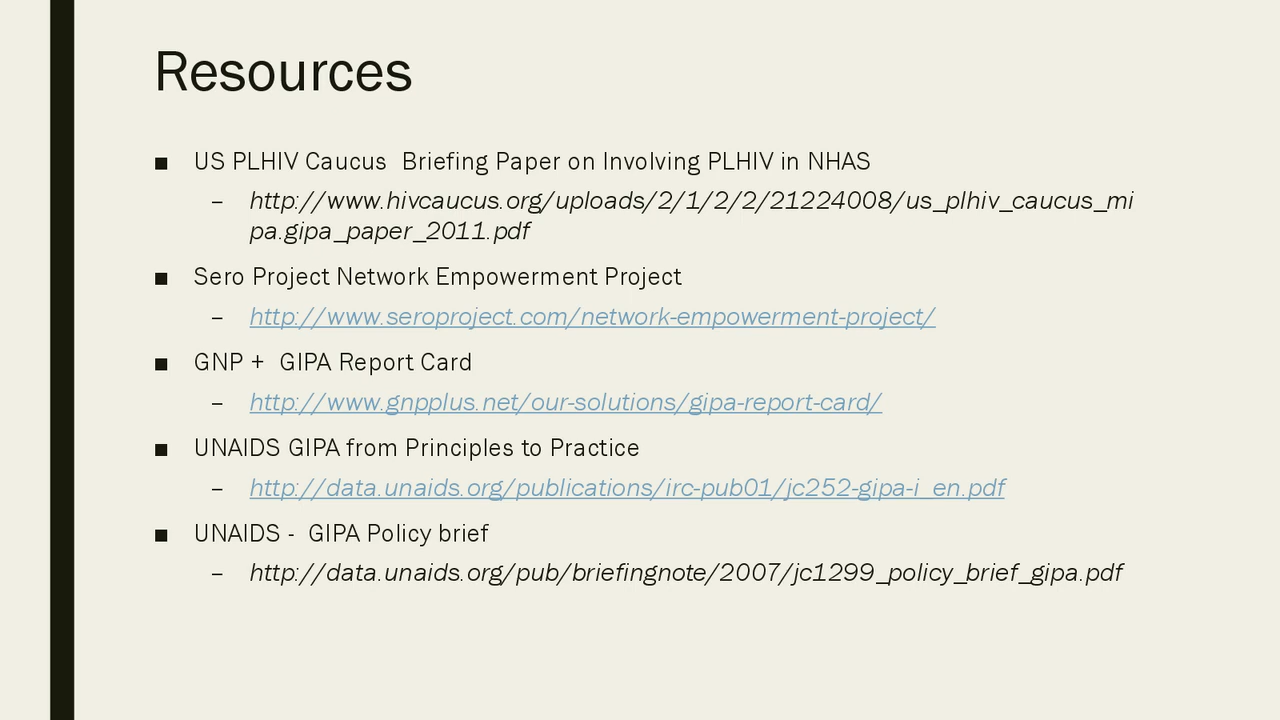 Resources
■ US PLHIV Caucus  Briefing Paper on Involving PLHIV in NHAS
– http://www.hivcaucus.org/uploads/2/1/2/2/21224008/us_plhiv_caucus_mi
pa.gipa_paper_2011.pdf
■ Sero Project Network Empowerment Project
– http://www.seroproject.com/network-empowerment-project/
■ GNP +  GIPA Report Card
– http://www.gnpplus.net/our-solutions/gipa-report-card/
■ UNAIDS GIPA from Principles to Practice
– http://data.unaids.org/publications/irc-pub01/jc252-gipa-i_en.pdf
■ UNAIDS -  GIPA Policy brief
– http://data.unaids.org/pub/briefingnote/2007/jc1299_policy_brief_gipa.pdf